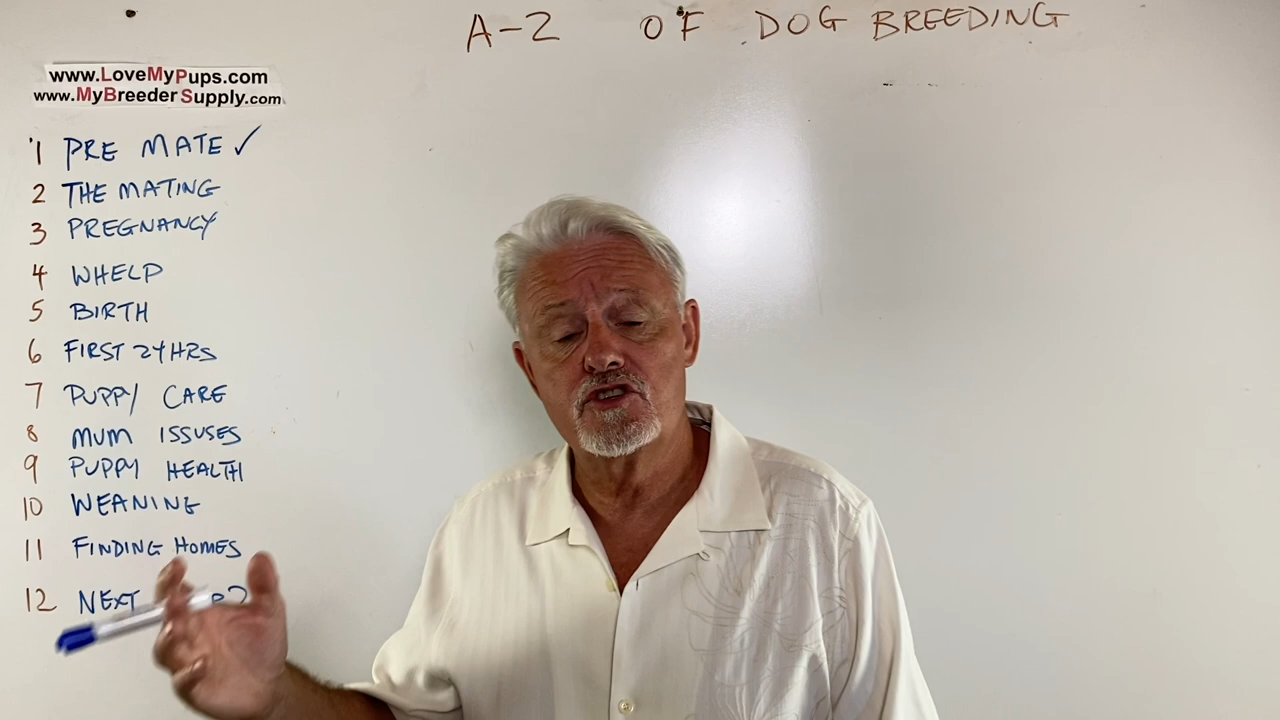 A-Z OF DOG BREEDING
www.LoveMyPups.com
www.MyBreederSupply.com
1 PRE MATE ✓
2 THE MATING
3 PREGNANCY
4 WHELP
5 BIRTH
6 FIRST 24HRS
7 PUPPY CARE
8 MUM ISSUSES
9 PUPPY HEALTH
10 WEANING
11 FINDING HOMES
12 NEXT